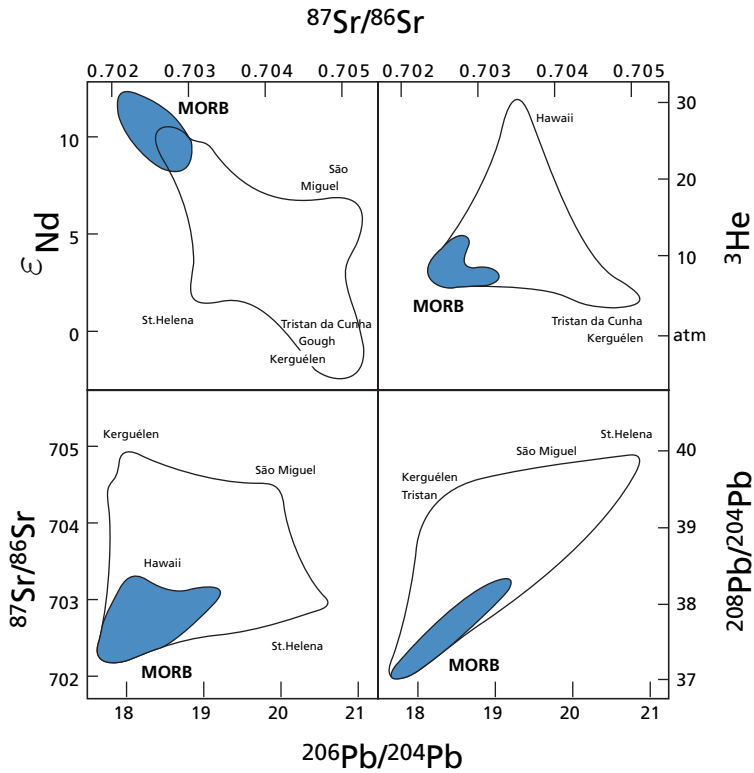 ⁸⁷Sr/⁸⁶Sr
0.702 0.703 0.704 0.705
0.702 0.703 0.704 0.705
MORB
São
Miguel
St.Helena
Tristan da Cunha
Gough
Kerguélen
10
5
0
εNd
Hawaii
MORB
Tristan da Cunha
Kerguélen
30
20
10
atm
³He
Kerguélen
São Miguel
Hawaii
St.Helena
MORB
705
704
703
702
⁸⁷Sr/⁸⁶Sr
St.Helena
São Miguel
Kerguélen
Tristan
MORB
40
39
38
37
²⁰⁸Pb/²⁰⁴Pb
18 19 20 21
18 19 20 21
²⁰⁶Pb/²⁰⁴Pb